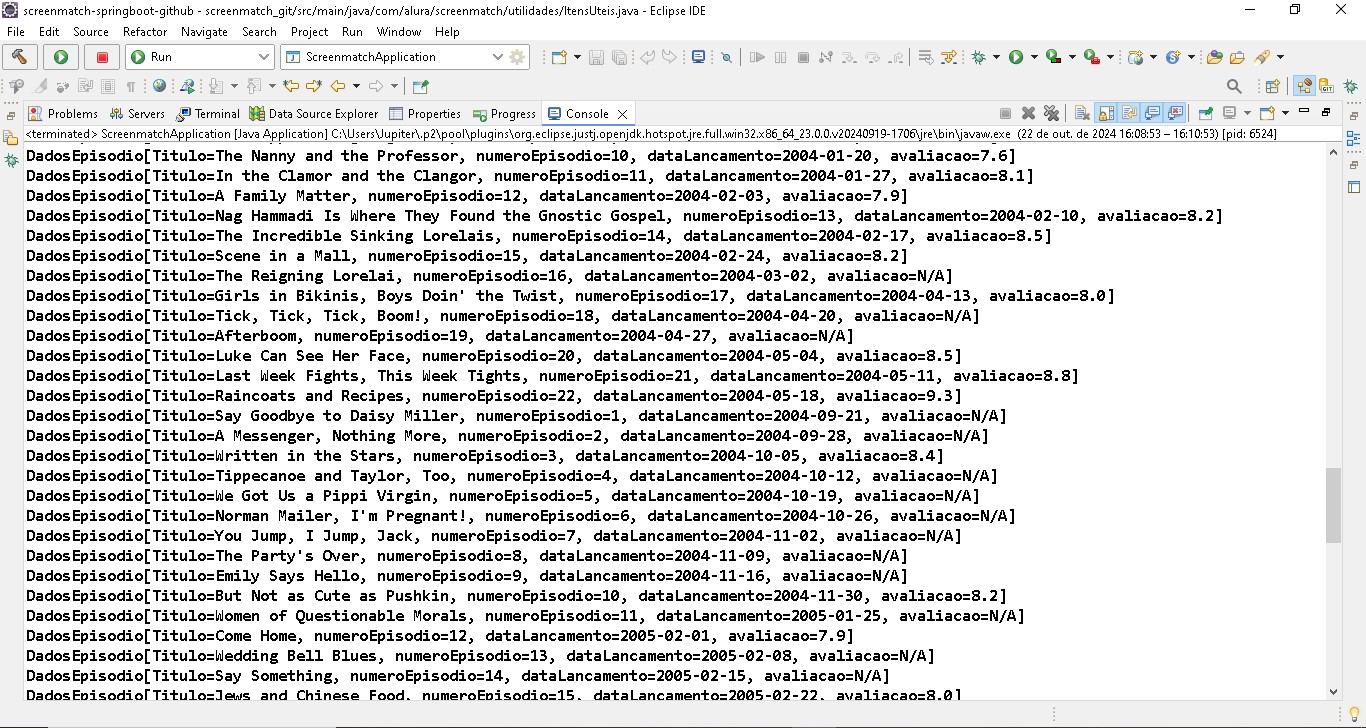 screenmatch-springboot-github - screenmatch_git/src/main/java/com/alura/screenmatch/utilidades/ItensUteis.java - Eclipse IDE
File Edit Source Refactor Navigate Search Project Run Window Help
Run ScreenmatchApplication
Problems Servers Terminal Data Source Explorer Properties Progress Console
<terminated> ScreenmatchApplication [Java Application] C:\Users\Jupiter\.p2\pool\plugins\org.eclipse.justj.openjdk.hotspot.jre.full.win32.x86_64_23.0.0.v20240919-1706\jre\bin\javaw.exe (22 de out. de 2024 16:08:53 – 16:10:53) [pid: 6524]
DadosEpisodio[Titulo=The Nanny and the Professor, numeroEpisodio=10, dataLancamento=2004-01-20, avaliacao=7.6]
DadosEpisodio[Titulo=In the Clamor and the Clangor, numeroEpisodio=11, dataLancamento=2004-01-27, avaliacao=8.1]
DadosEpisodio[Titulo=A Family Matter, numeroEpisodio=12, dataLancamento=2004-02-03, avaliacao=7.9]
DadosEpisodio[Titulo=Nag Hammadi Is Where They Found the Gnostic Gospel, numeroEpisodio=13, dataLancamento=2004-02-10, avaliacao=8.2]
DadosEpisodio[Titulo=The Incredible Sinking Lorelais, numeroEpisodio=14, dataLancamento=2004-02-17, avaliacao=8.5]
DadosEpisodio[Titulo=Scene in a Mall, numeroEpisodio=15, dataLancamento=2004-02-24, avaliacao=8.2]
DadosEpisodio[Titulo=The Reigning Lorelai, numeroEpisodio=16, dataLancamento=2004-03-02, avaliacao=N/A]
DadosEpisodio[Titulo=Girls in Bikinis, Boys Doin' the Twist, numeroEpisodio=17, dataLancamento=2004-04-13, avaliacao=8.0]
DadosEpisodio[Titulo=Tick, Tick, Tick, Boom!, numeroEpisodio=18, dataLancamento=2004-04-20, avaliacao=N/A]
DadosEpisodio[Titulo=Afterboom, numeroEpisodio=19, dataLancamento=2004-04-27, avaliacao=N/A]
DadosEpisodio[Titulo=Luke Can See Her Face, numeroEpisodio=20, dataLancamento=2004-05-04, avaliacao=8.5]
DadosEpisodio[Titulo=Last Week Fights, This Week Tights, numeroEpisodio=21, dataLancamento=2004-05-11, avaliacao=8.8]
DadosEpisodio[Titulo=Raincoats and Recipes, numeroEpisodio=22, dataLancamento=2004-05-18, avaliacao=9.3]
DadosEpisodio[Titulo=Say Goodbye to Daisy Miller, numeroEpisodio=1, dataLancamento=2004-09-21, avaliacao=N/A]
DadosEpisodio[Titulo=A Messenger, Nothing More, numeroEpisodio=2, dataLancamento=2004-09-28, avaliacao=N/A]
DadosEpisodio[Titulo=Written in the Stars, numeroEpisodio=3, dataLancamento=2004-10-05, avaliacao=8.4]
DadosEpisodio[Titulo=Tippecanoe and Taylor, Too, numeroEpisodio=4, dataLancamento=2004-10-12, avaliacao=N/A]
DadosEpisodio[Titulo=We Got Us a Pippi Virgin, numeroEpisodio=5, dataLancamento=2004-10-19, avaliacao=N/A]
DadosEpisodio[Titulo=Norman Mailer, I'm Pregnant!, numeroEpisodio=6, dataLancamento=2004-10-26, avaliacao=N/A]
DadosEpisodio[Titulo=You Jump, I Jump, Jack, numeroEpisodio=7, dataLancamento=2004-11-02, avaliacao=N/A]
DadosEpisodio[Titulo=The Party's Over, numeroEpisodio=8, dataLancamento=2004-11-09, avaliacao=N/A]
DadosEpisodio[Titulo=Emily Says Hello, numeroEpisodio=9, dataLancamento=2004-11-16, avaliacao=N/A]
DadosEpisodio[Titulo=But Not as Cute as Pushkin, numeroEpisodio=10, dataLancamento=2004-11-30, avaliacao=8.2]
DadosEpisodio[Titulo=Women of Questionable Morals, numeroEpisodio=11, dataLancamento=2005-01-25, avaliacao=N/A]
DadosEpisodio[Titulo=Come Home, numeroEpisodio=12, dataLancamento=2005-02-01, avaliacao=7.9]
DadosEpisodio[Titulo=Wedding Bell Blues, numeroEpisodio=13, dataLancamento=2005-02-08, avaliacao=N/A]
DadosEpisodio[Titulo=Say Something, numeroEpisodio=14, dataLancamento=2005-02-15, avaliacao=N/A]
DadosEpisodio[Titulo=Jews and Chinese Food, numeroEpisodio=15, dataLancamento=2005-02-22, avaliacao=8.0]